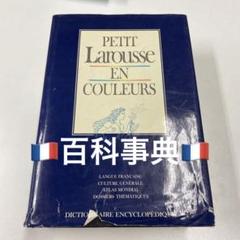 PETIT
Larousse
EN
COULEURS
🇫🇷百科事典🇫🇷
LANGUE FRANÇAISE
CULTURE GÉNÉRALE
ATLAS MONDIAL
DOSSIERS THÉMATIQUES
DICTIONNAIRE ENCYCLOPÉDIQUE